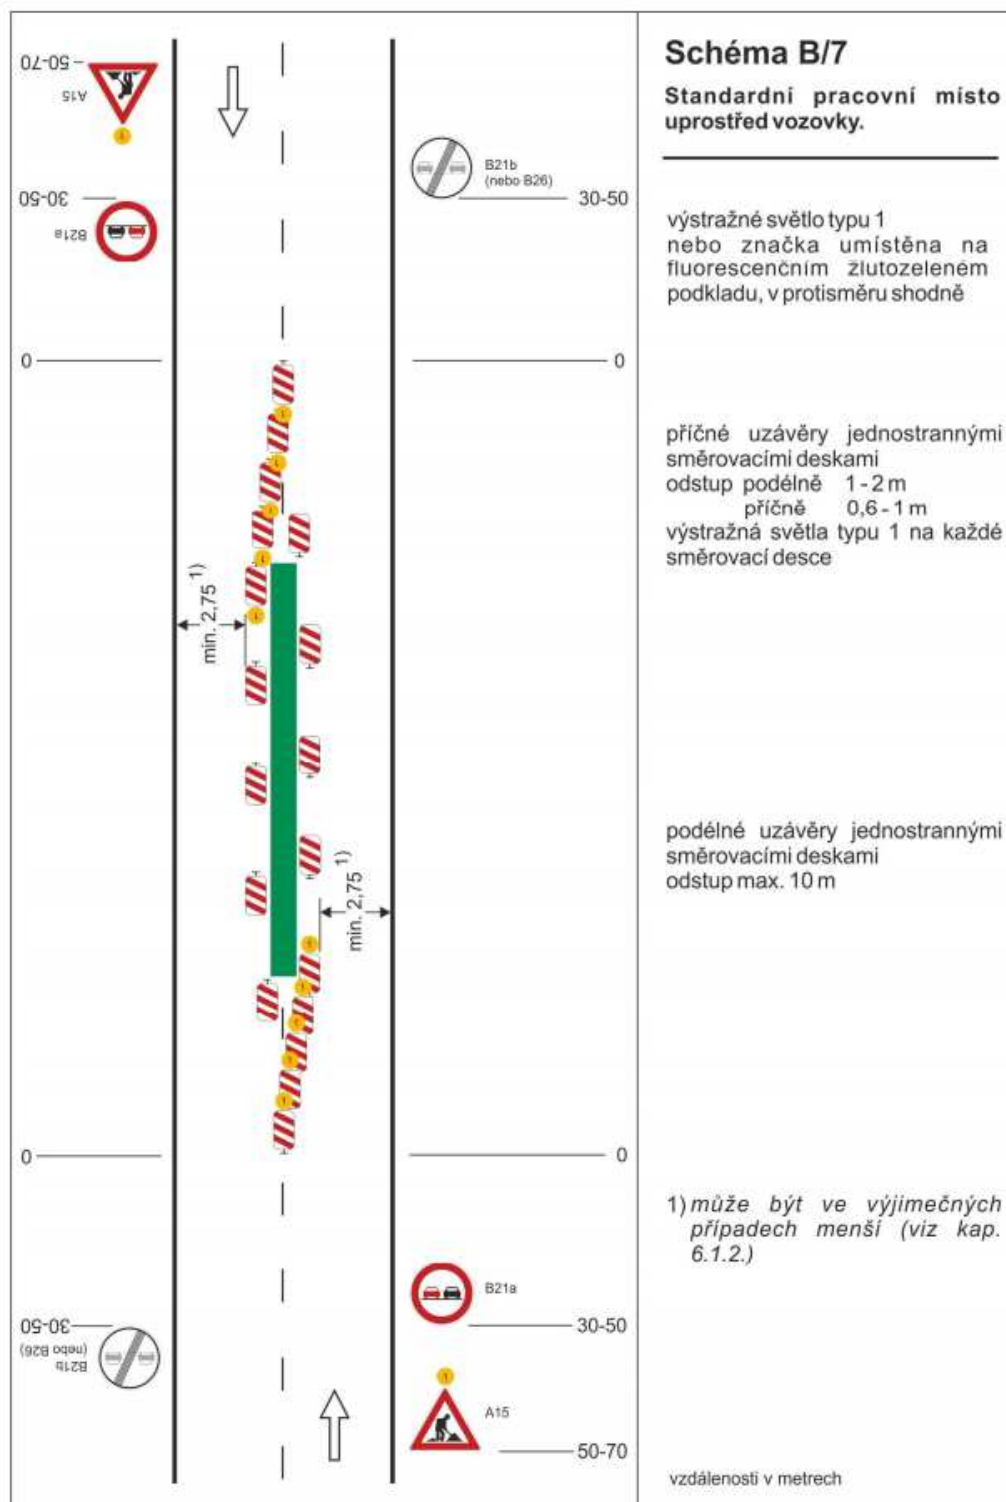 50-70
A15
30-50
B21a
0
B21b
(nebo B26)
30-50
0
min. 2,75 1)
min. 2,75 1)
0
0
30-50
B21b
(nebo B26)
B21a
30-50
A15
50-70
Schéma B/7
Standardní pracovní místo
uprostřed vozovky.
výstražné světlo typu 1
nebo značka umístěna na
fluorescenčním žlutozeleném
podkladu, v protisměru shodně
příčné uzávěry jednostrannými
směrovacími deskami
odstup podélně 1 - 2 m
příčně 0,6 - 1 m
výstražná světla typu 1 na každé
směrovací desce
podélné uzávěry jednostrannými
směrovacími deskami
odstup max. 10 m
1) může být ve výjimečných
případech menší (viz kap.
6.1.2.)
vzdálenosti v metrech